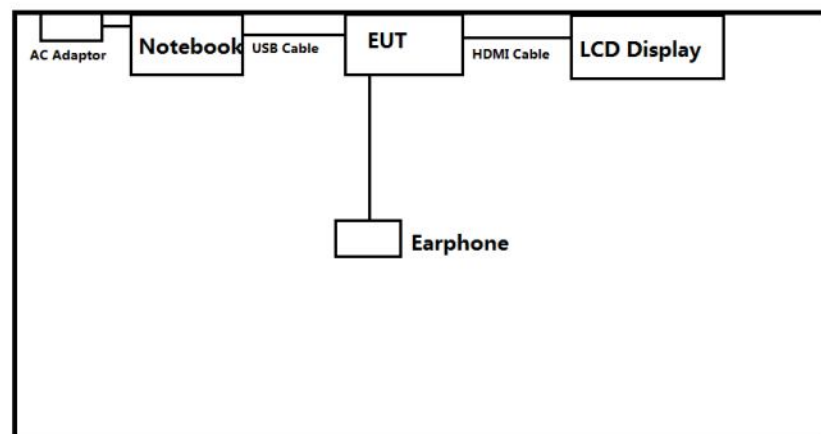 AC Adaptor
Notebook
USB Cable
EUT
HDMI Cable
LCD Display
Earphone